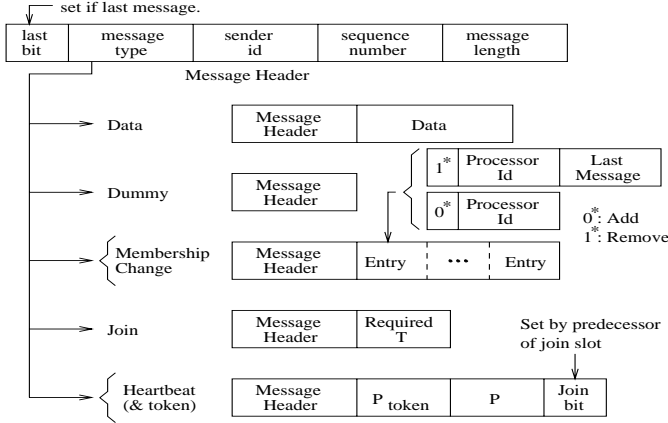 set if last message.
last bit
message type
sender id
sequence number
message length
Message Header
Data
Message Header
Data
Dummy
Message Header
1* Processor Id
Last Message
0* Processor Id
0*: Add
1*: Remove
Membership Change
Message Header
Entry ... Entry
Join
Message Header
Required T
Set by predecessor of join slot
Heartbeat (& token)
Message Header
P token
P
Join bit